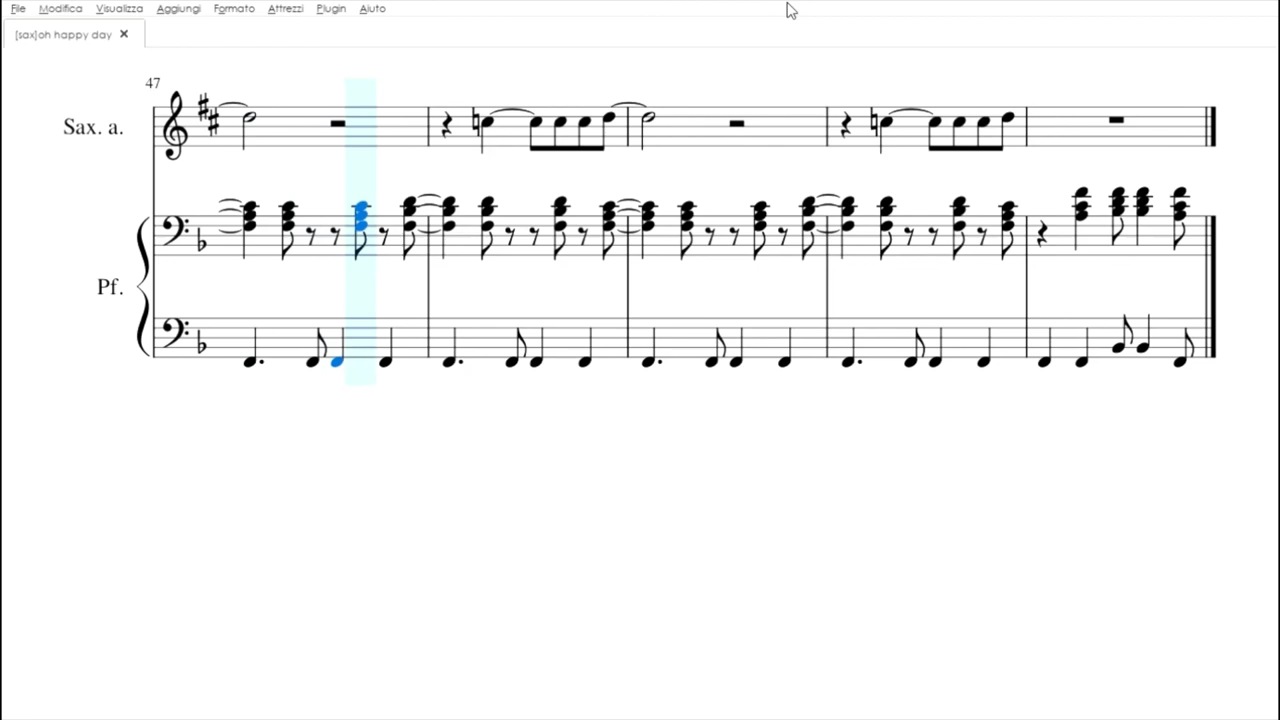 File Modifica Visualizza Aggiungi Formato Attrezzi Plugin Aiuto
[sax]oh happy day ×
47
Sax. a.
Pf.